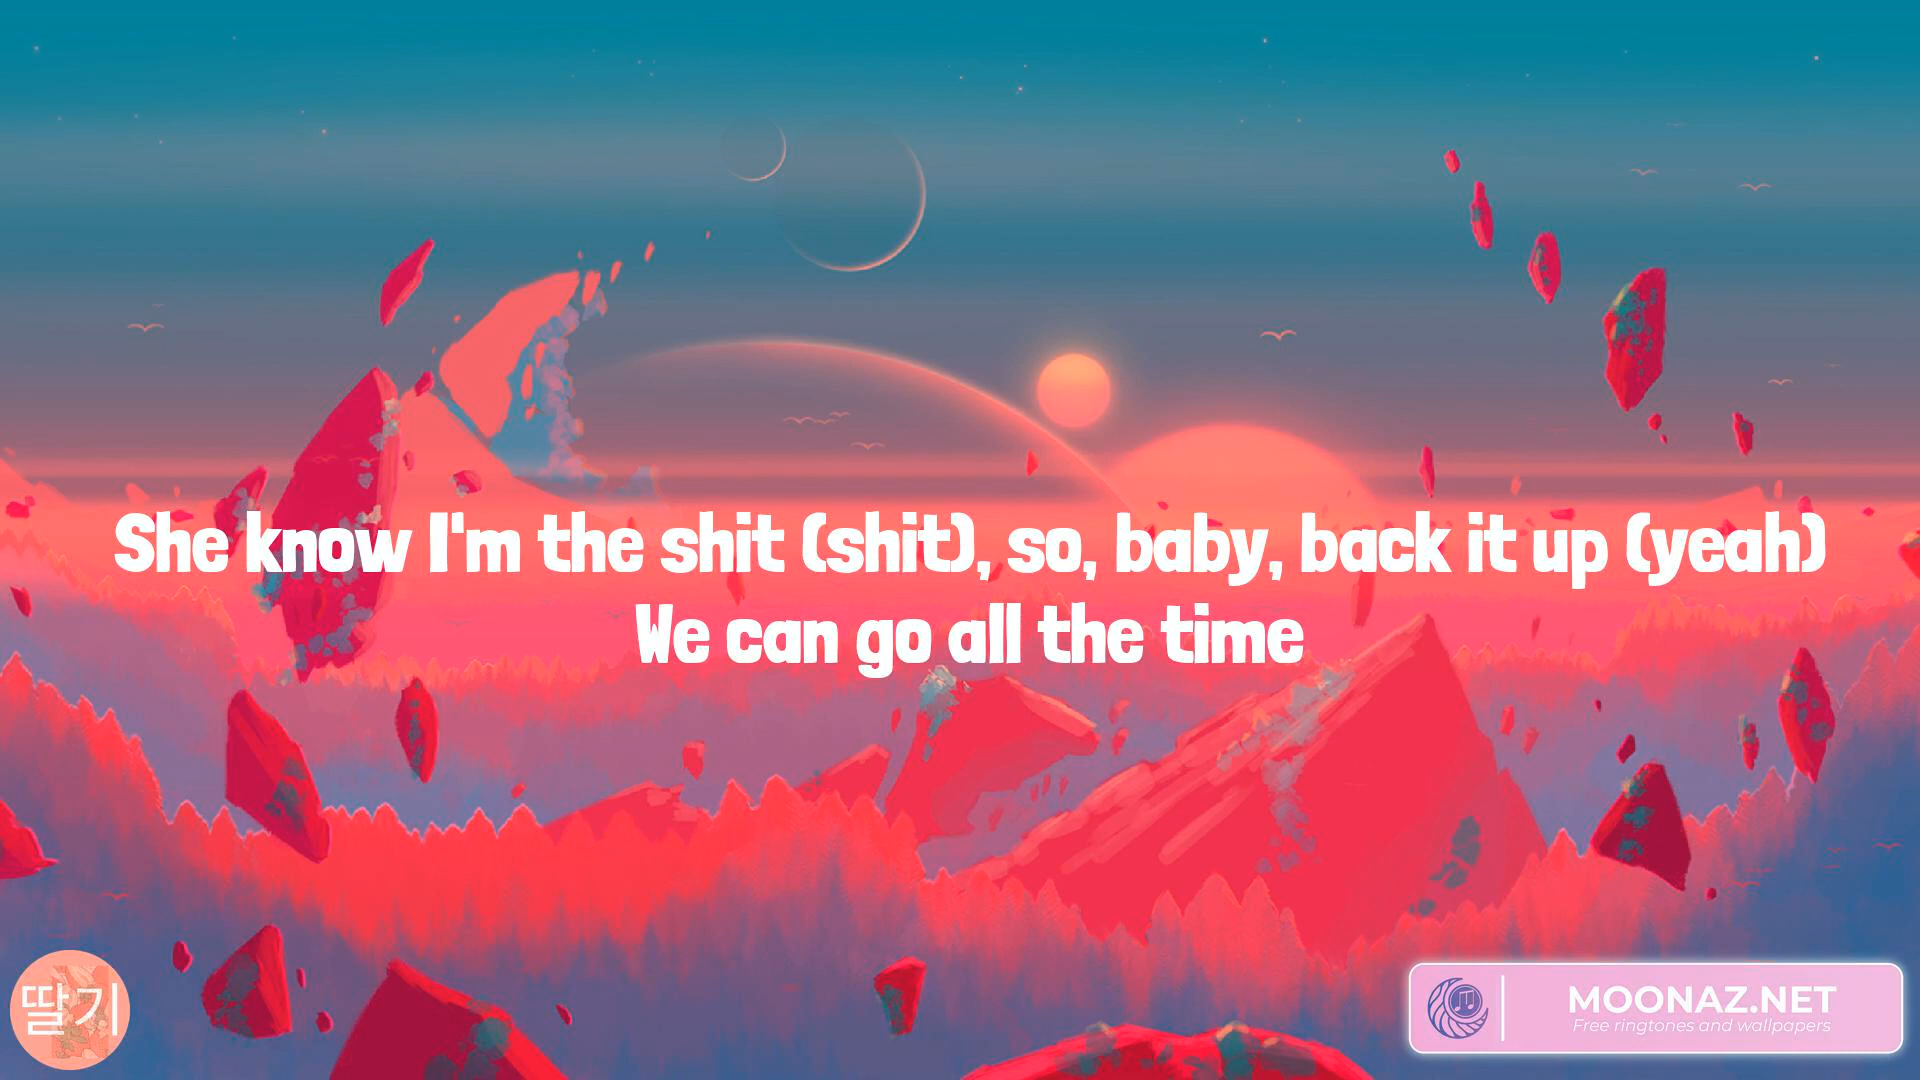 She know I'm the shit (shit), so, baby, back it up (yeah)
We can go all the time
딸기
MOONAZ.NET
Free ringtones and wallpapers